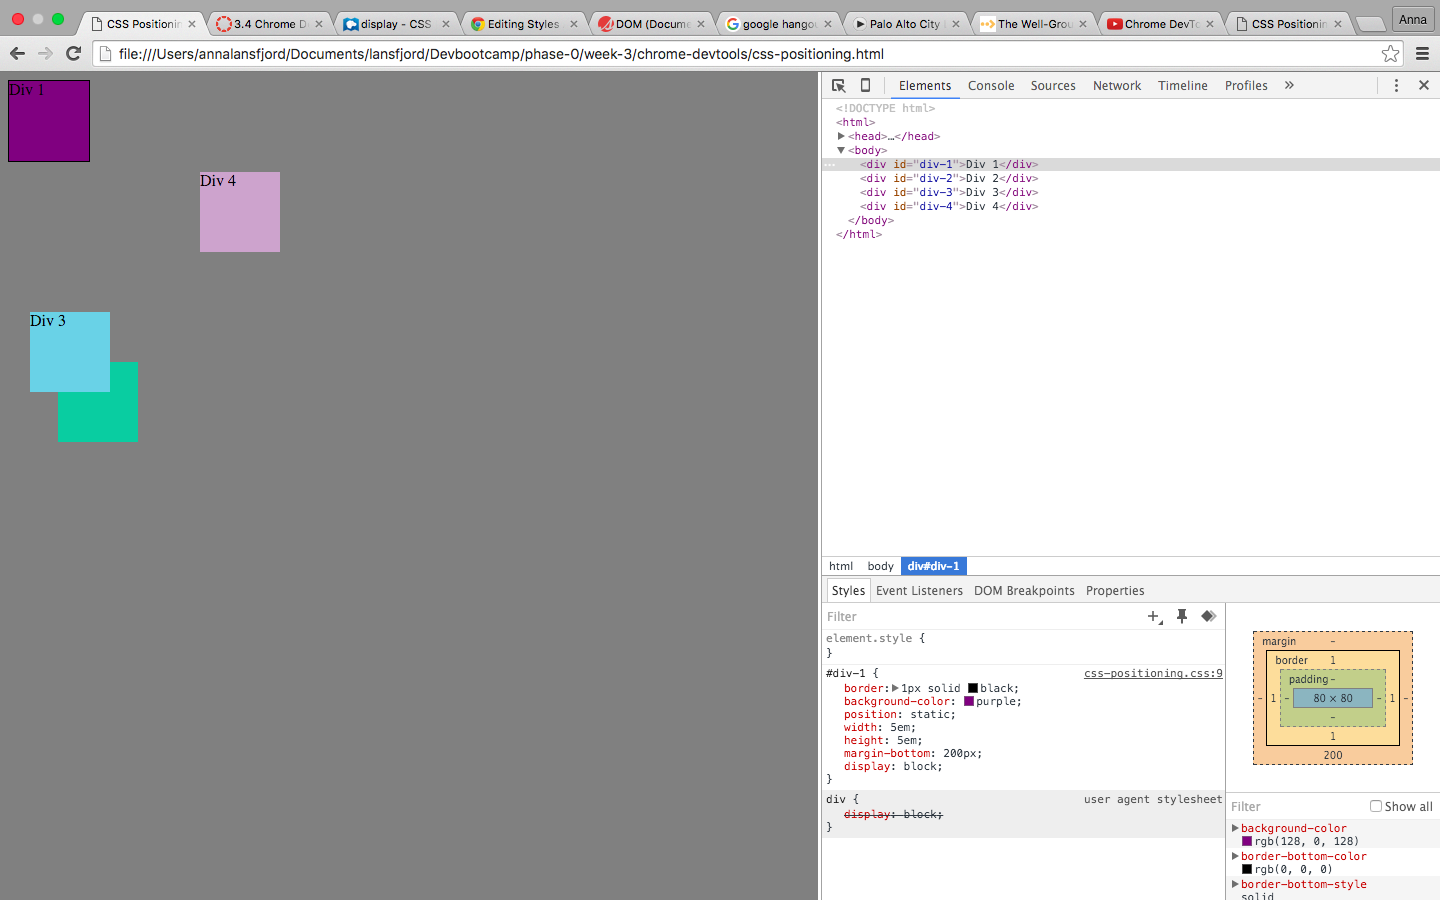 CSS Positionin
3.4 Chrome D
display - CSS
Editing Styles
DOM (Docume
google hangou
Palo Alto City
The Well-Grou
Chrome DevTo
CSS Positionin
Anna
file:///Users/annalansfjord/Documents/lansfjord/Devbootcamp/phase-0/week-3/chrome-devtools/css-positioning.html
Div 1
Div 4
Div 3
Elements Console Sources Network Timeline Profiles »
<!DOCTYPE html>
<html>
<head>…</head>
<body>
<div id="div-1">Div 1</div>
<div id="div-2">Div 2</div>
<div id="div-3">Div 3</div>
<div id="div-4">Div 4</div>
</body>
</html>
html body div#div-1
Styles Event Listeners DOM Breakpoints Properties
Filter
element.style {
}
#div-1 { css-positioning.css:9
border: 1px solid black;
background-color: purple;
position: static;
width: 5em;
height: 5em;
margin-bottom: 200px;
display: block;
}
div { user agent stylesheet
display: block;
}
margin -
border 1
padding -
- 1 - 80 × 80 - 1 -
-
1
200
Filter Show all
background-color
rgb(128, 0, 128)
border-bottom-color
rgb(0, 0, 0)
border-bottom-style
solid